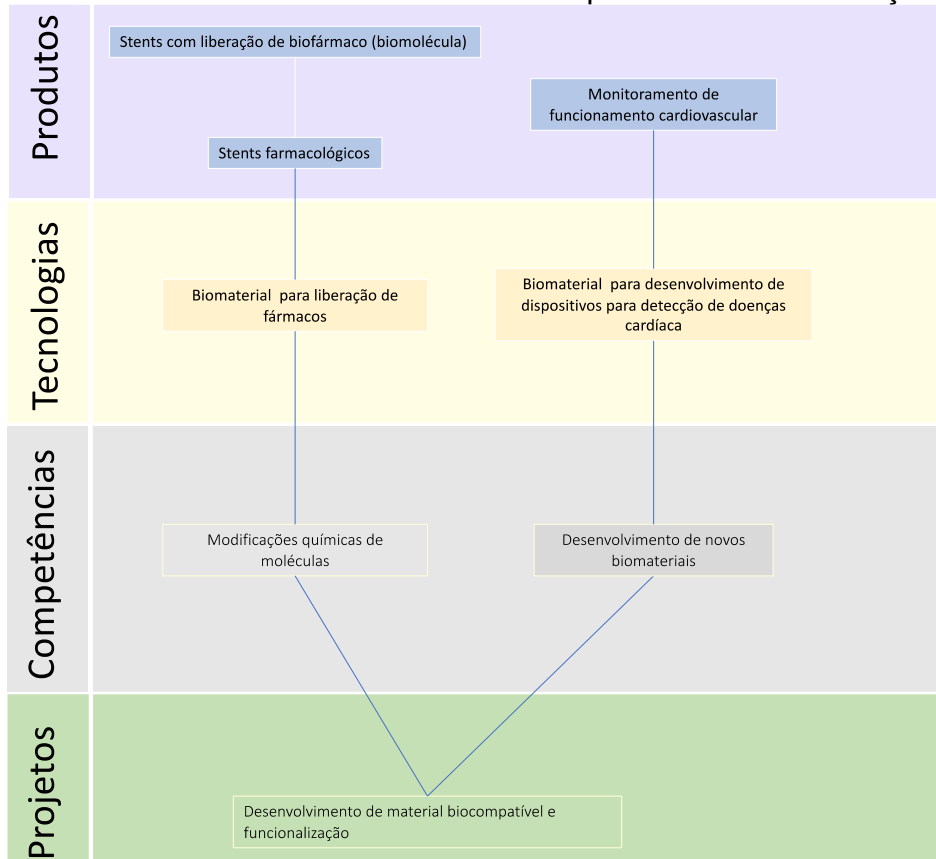 Produtos
Stents com liberação de biofármaco (biomolécula)
Monitoramento de
funcionamento cardiovascular
Stents farmacológicos
Tecnologias
Biomaterial  para liberação de
fármacos
Biomaterial  para desenvolvimento de
dispositivos para detecção de doenças
cardíaca
Competências
Modificações químicas de
moléculas
Desenvolvimento de novos
biomateriais
Projetos
Desenvolvimento de material biocompatível e
funcionalização